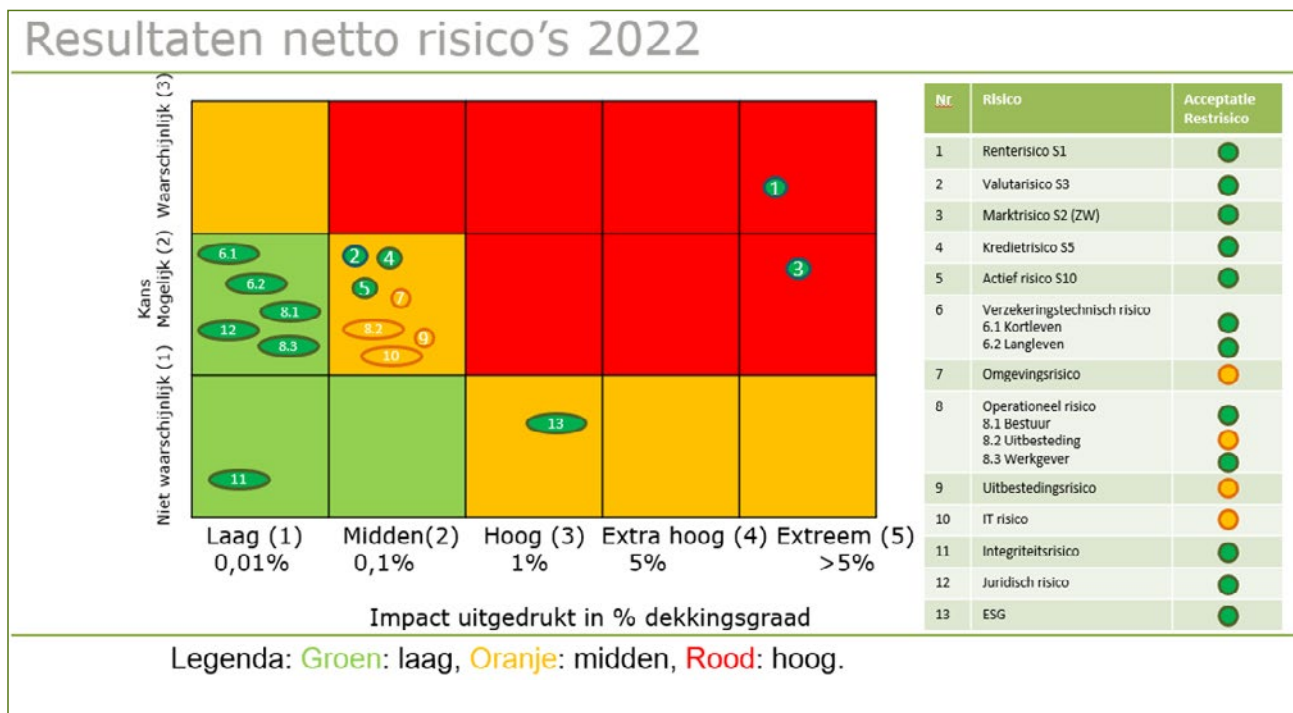 Resultaten netto risico's 2022
Waarschijnlijk (3)
Kans
Mogelijk (2)
Niet waarschijnlijk (1)
1
6.1
2
4
3
6.2
5
7
8.1
12
8.2
9
8.3
10
13
11
Laag (1)
0,01%
Midden(2)
0,1%
Hoog (3)
1%
Extra hoog (4)
5%
Extreem (5)
>5%
Impact uitgedrukt in % dekkingsgraad
Nr Risico Acceptatie
Restrisico
1 Renterisico S1
2 Valutarisico S3
3 Marktrisico S2 (ZW)
4 Kredietrisico S5
5 Actief risico S10
6 Verzekeringstechnisch risico
6.1 Kortleven
6.2 Langleven
7 Omgevingsrisico
8 Operationeel risico
8.1 Bestuur
8.2 Uitbesteding
8.3 Werkgever
9 Uitbestedingsrisico
10 IT risico
11 Integriteitsrisico
12 Juridisch risico
13 ESG
Legenda: Groen: laag, Oranje: midden, Rood: hoog.